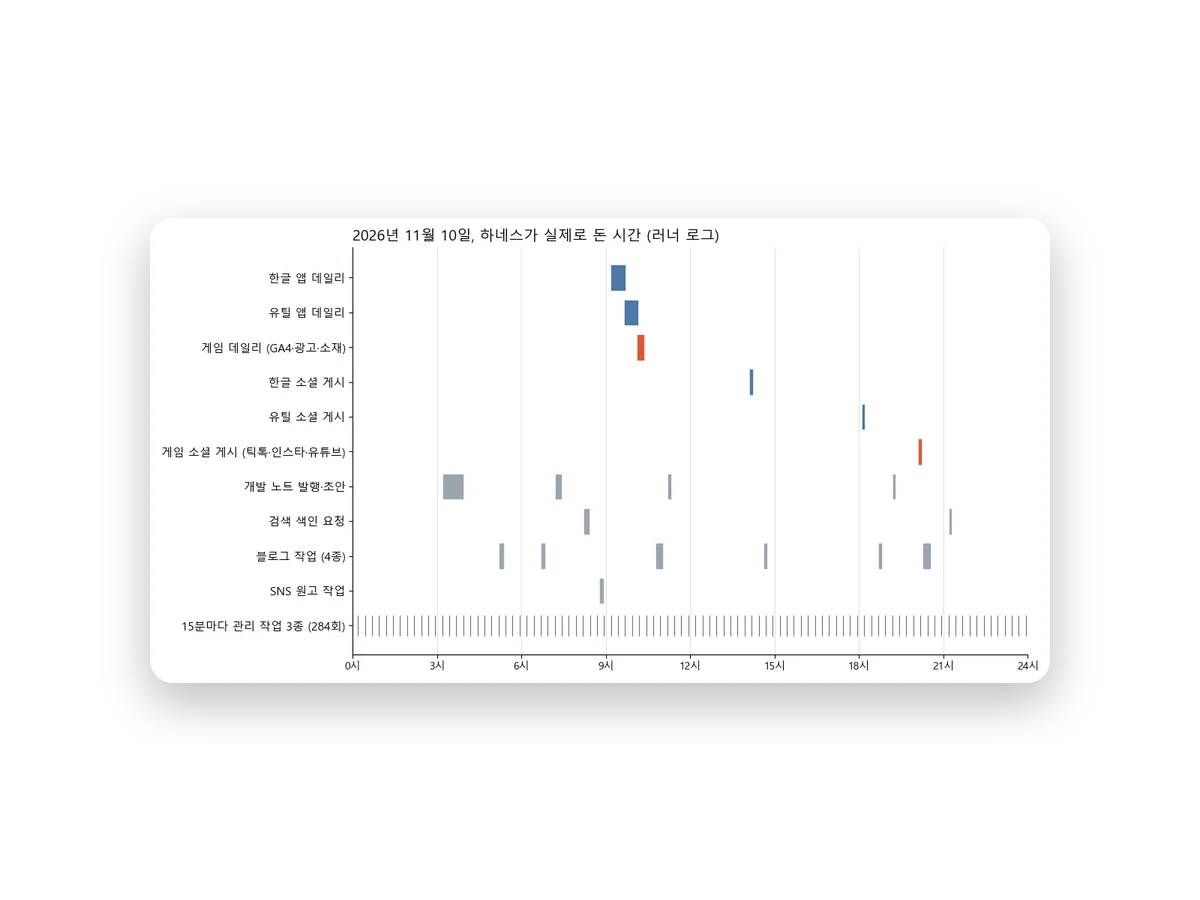 2026년 11월 10일, 하네스가 실제로 돈 시간 (러너 로그)
한글 앱 데일리
유틸 앱 데일리
게임 데일리 (GA4·광고·소재)
한글 소셜 게시
유틸 소셜 게시
게임 소셜 게시 (틱톡·인스타·유튜브)
개발 노트 발행·초안
검색 색인 요청
블로그 작업 (4종)
SNS 원고 작업
15분마다 관리 작업 3종 (284회)
0시 3시 6시 9시 12시 15시 18시 21시 24시